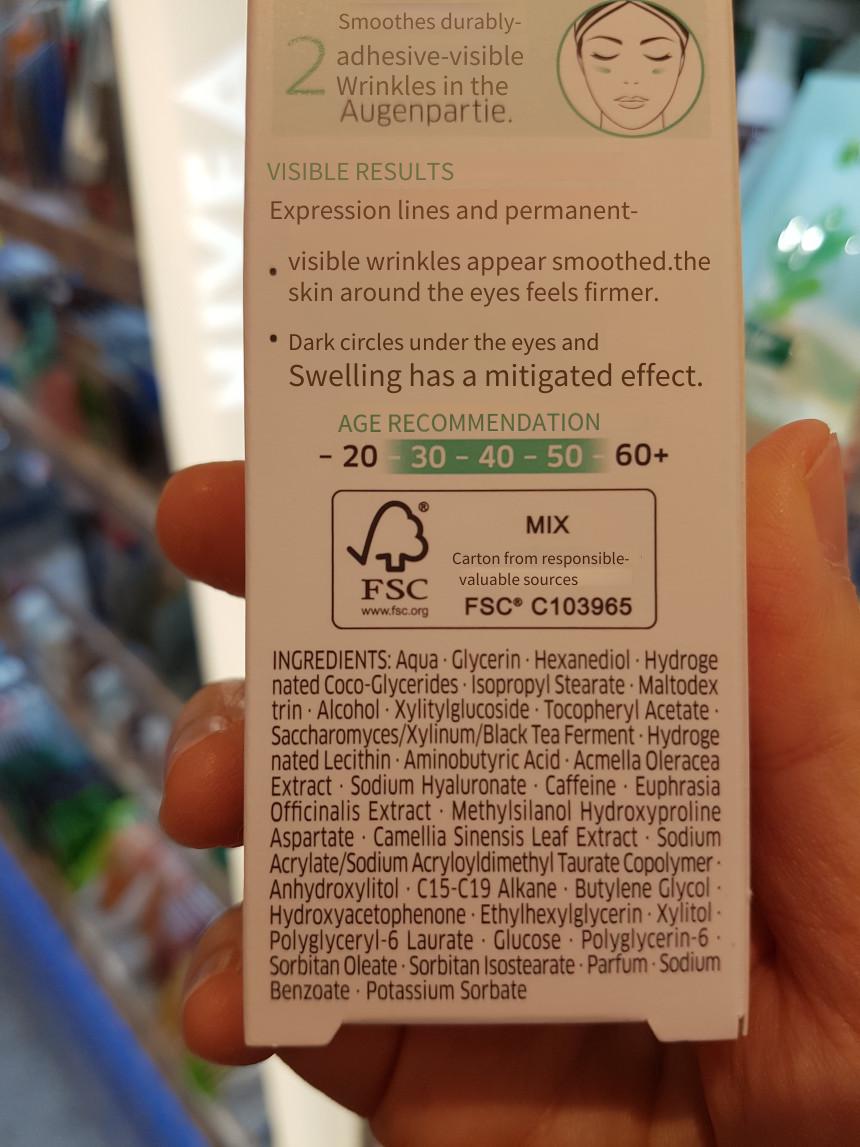 2
Smoothes durably-
adhesive-visible
Wrinkles in the
Augenpartie.
VISIBLE RESULTS
Expression lines and permanent-
• visible wrinkles appear smoothed.the
skin around the eyes feels firmer.
• Dark circles under the eyes and
Swelling has a mitigated effect.
AGE RECOMMENDATION
– 20 – 30 – 40 – 50 – 60+
MIX
Carton from responsible-
valuable sources
FSC® C103965
®
FSC
www.fsc.org
INGREDIENTS: Aqua · Glycerin · Hexanediol · Hydroge
nated Coco-Glycerides · Isopropyl Stearate · Maltodex
trin · Alcohol · Xylitylglucoside · Tocopheryl Acetate ·
Saccharomyces/Xylinum/Black Tea Ferment · Hydroge
nated Lecithin · Aminobutyric Acid · Acmella Oleracea
Extract · Sodium Hyaluronate · Caffeine · Euphrasia
Officinalis Extract · Methylsilanol Hydroxyproline
Aspartate · Camellia Sinensis Leaf Extract · Sodium
Acrylate/Sodium Acryloyldimethyl Taurate Copolymer ·
Anhydroxylitol · C15-C19 Alkane · Butylene Glycol ·
Hydroxyacetophenone · Ethylhexylglycerin · Xylitol ·
Polyglyceryl-6 Laurate · Glucose · Polyglycerin-6 ·
Sorbitan Oleate · Sorbitan Isostearate · Parfum · Sodium
Benzoate · Potassium Sorbate